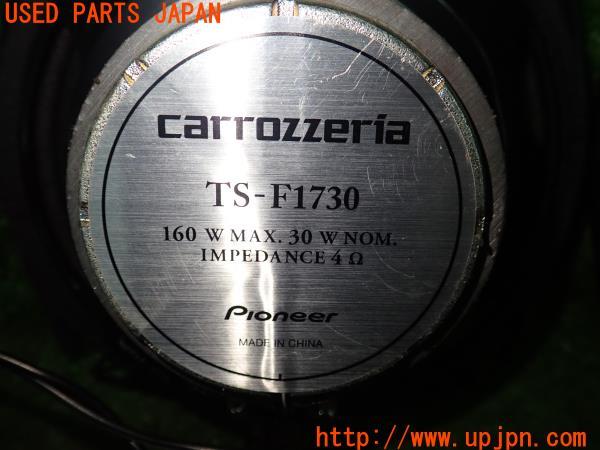 USED PARTS JAPAN
carrozzeria
TS-F1730
160 W MAX. 30 W NOM.
IMPEDANCE 4 Ω
Pioneer
MADE IN CHINA
http://www.upjpn.com